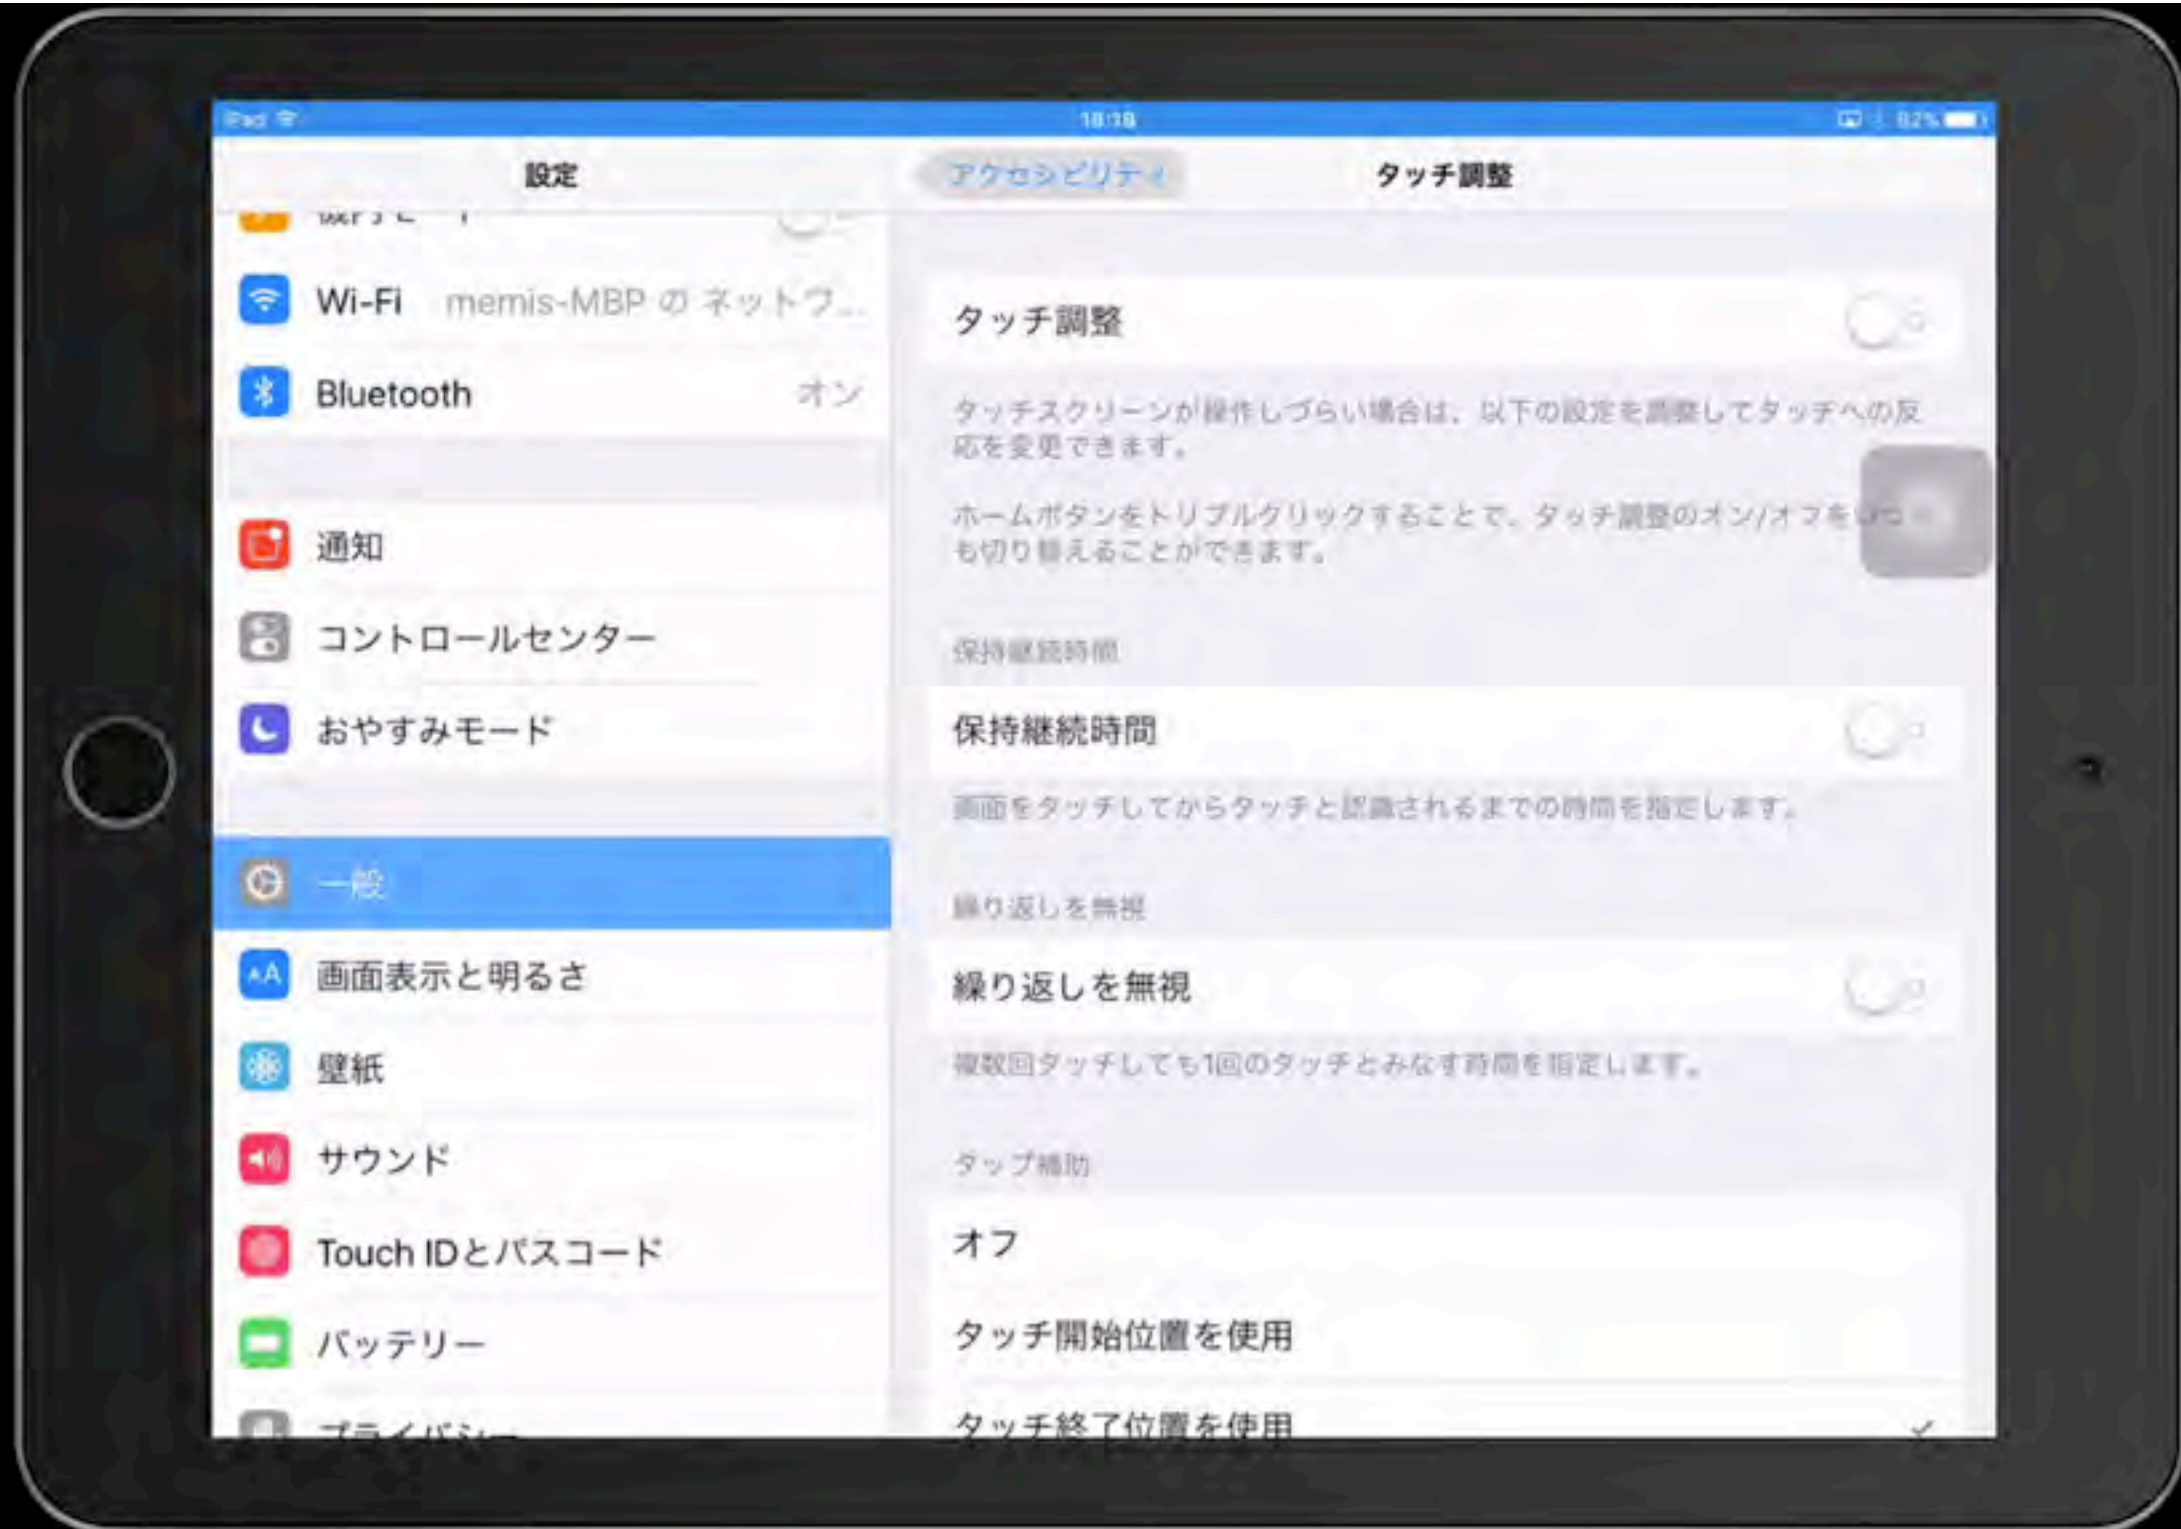 iPad
18:18
82%
設定
Wi-Fi memis-MBP の ネットワ...
Bluetooth オン
通知
コントロールセンター
おやすみモード
一般
画面表示と明るさ
壁紙
サウンド
Touch IDとパスコード
バッテリー
プライバシー
アクセシビリティ
タッチ調整
タッチ調整
タッチスクリーンが操作しづらい場合は、以下の設定を調整してタッチへの反
応を変更できます。
ホームボタンをトリプルクリックすることで、タッチ調整のオン/オフをいつ
も切り替えることができます。
保持継続時間
保持継続時間
画面をタッチしてからタッチと認識されるまでの時間を指定します。
繰り返しを無視
繰り返しを無視
複数回タッチしても1回のタッチとみなす時間を指定します。
タップ補助
オフ
タッチ開始位置を使用
タッチ終了位置を使用